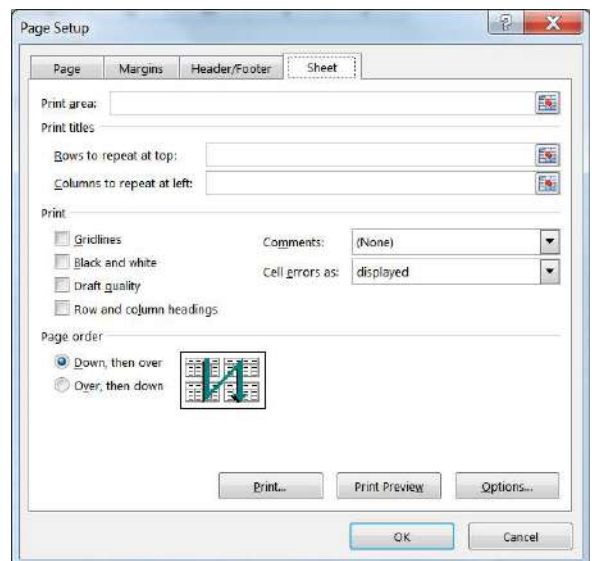 Page Setup
Page Margins Header/Footer Sheet
Print area:
Print titles
Rows to repeat at top:
Columns to repeat at left:
Print
Gridlines
Black and white
Draft quality
Row and column headings
Comments: (None)
Cell errors as: displayed
Page order
Down, then over
Over, then down
Print... Print Preview Options...
OK Cancel